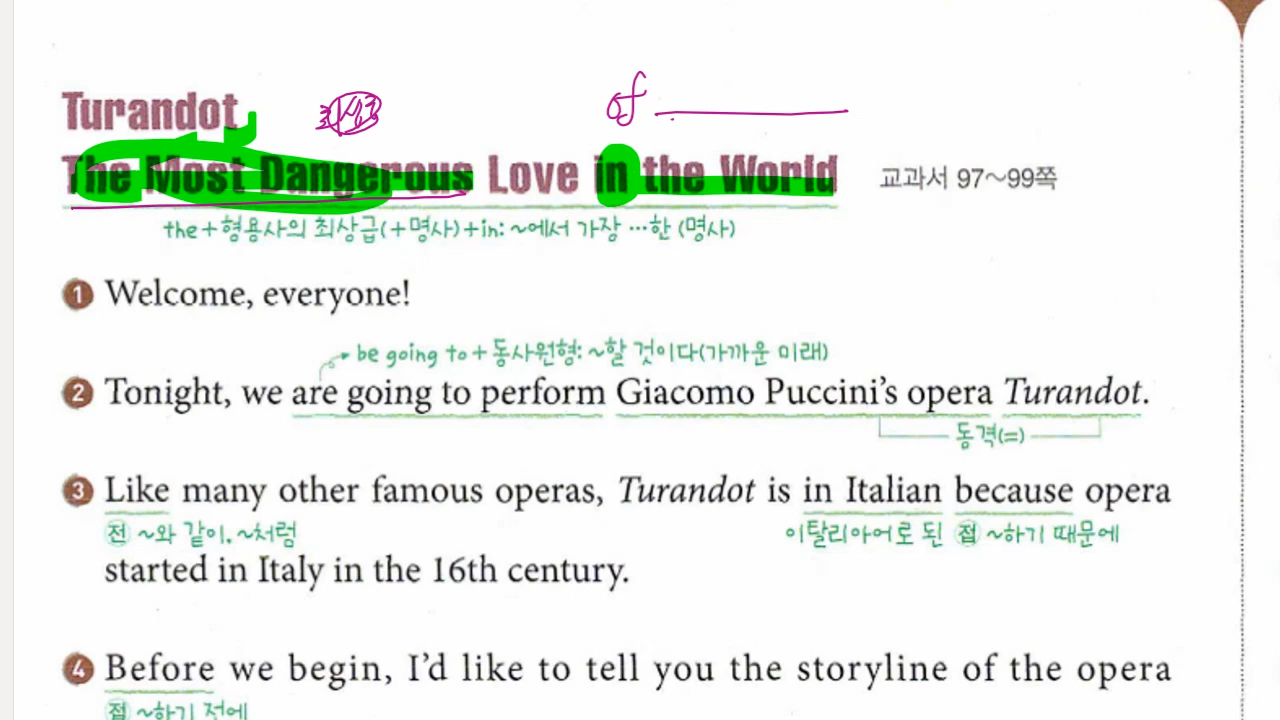 Turandot 최상급 of
The Most Dangerous Love in the World 교과서 97~99쪽
the+형용사의 최상급(+명사)+in: ~에서 가장 …한 (명사)
1 Welcome, everyone!
be going to+동사원형: ~할 것이다(가까운 미래)
2 Tonight, we are going to perform Giacomo Puccini's opera Turandot.
동격(=)
3 Like many other famous operas, Turandot is in Italian because opera
전 ~와 같이, ~처럼 이탈리아어로 된 접 ~하기 때문에
started in Italy in the 16th century.
4 Before we begin, I'd like to tell you the storyline of the opera
접 ~하기 전에